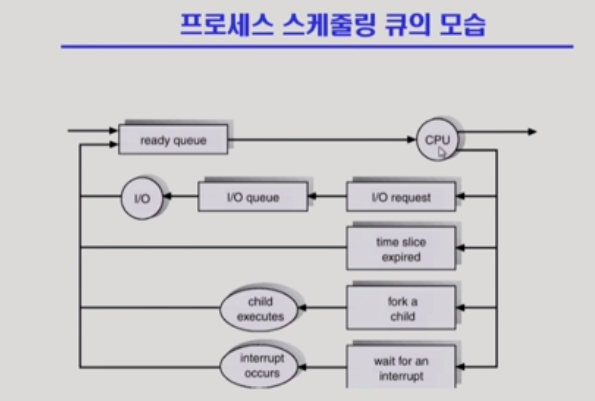 프로세스 스케줄링 큐의 모습
ready queue
CPU
I/O
I/O queue
I/O request
time slice
expired
child
executes
fork a
child
interrupt
occurs
wait for an
interrupt